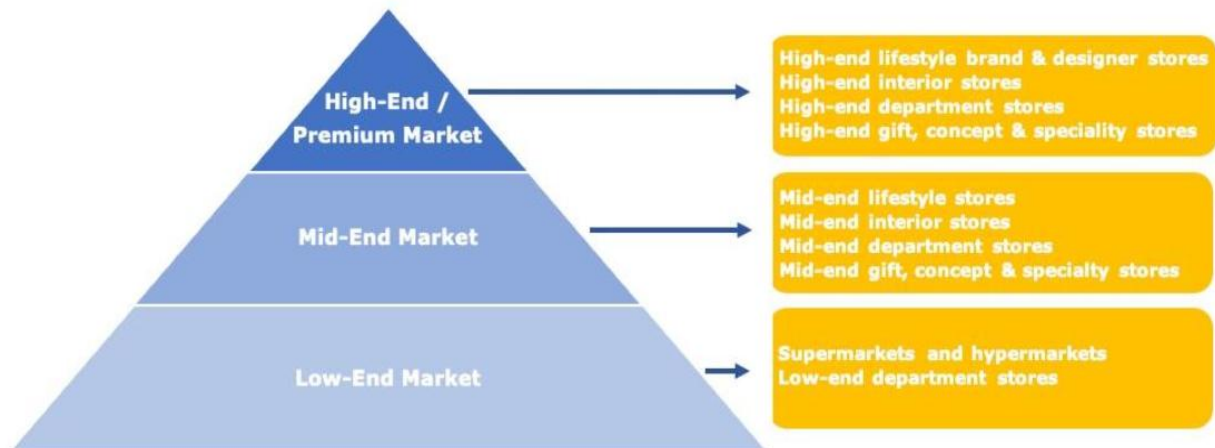 High-End /
Premium Market
High-end lifestyle brand & designer stores
High-end interior stores
High-end department stores
High-end gift, concept & speciality stores
Mid-End Market
Mid-end lifestyle stores
Mid-end interior stores
Mid-end department stores
Mid-end gift, concept & specialty stores
Low-End Market
Supermarkets and hypermarkets
Low-end department stores